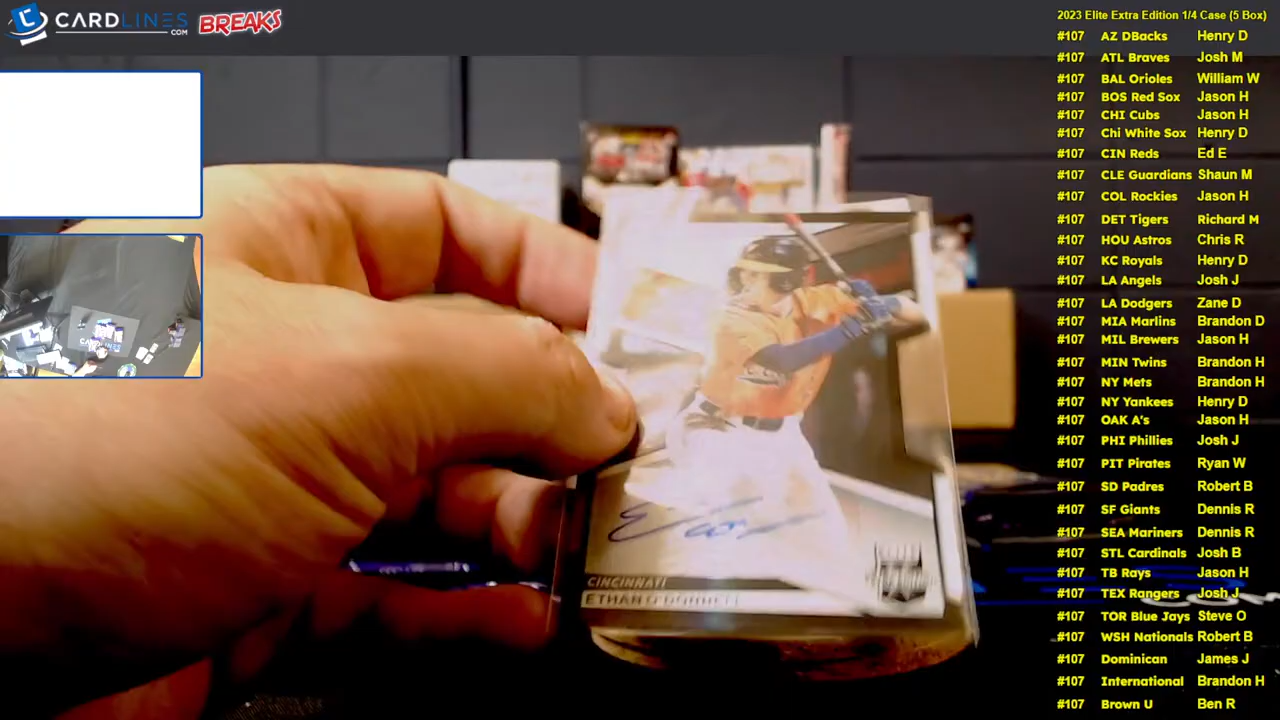 CARDLINES
.COM
BREAKS
2023 Elite Extra Edition 1/4 Case (5 Box)
#107 AZ DBacks Henry D
#107 ATL Braves Josh M
#107 BAL Orioles William W
#107 BOS Red Sox Jason H
#107 CHI Cubs Jason H
#107 Chi White Sox Henry D
#107 CIN Reds Ed E
#107 CLE Guardians Shaun M
#107 COL Rockies Jason H
#107 DET Tigers Richard M
#107 HOU Astros Chris R
#107 KC Royals Henry D
#107 LA Angels Josh J
#107 LA Dodgers Zane D
#107 MIA Marlins Brandon D
#107 MIL Brewers Jason H
#107 MIN Twins Brandon H
#107 NY Mets Brandon H
#107 NY Yankees Henry D
#107 OAK A's Jason H
#107 PHI Phillies Josh J
#107 PIT Pirates Ryan W
#107 SD Padres Robert B
#107 SF Giants Dennis R
#107 SEA Mariners Dennis R
#107 STL Cardinals Josh B
#107 TB Rays Jason H
#107 TEX Rangers Josh J
#107 TOR Blue Jays Steve O
#107 WSH Nationals Robert B
#107 Dominican James J
#107 International Brandon H
#107 Brown U Ben R
CINCINNATI
ETHAN O'DONNELL